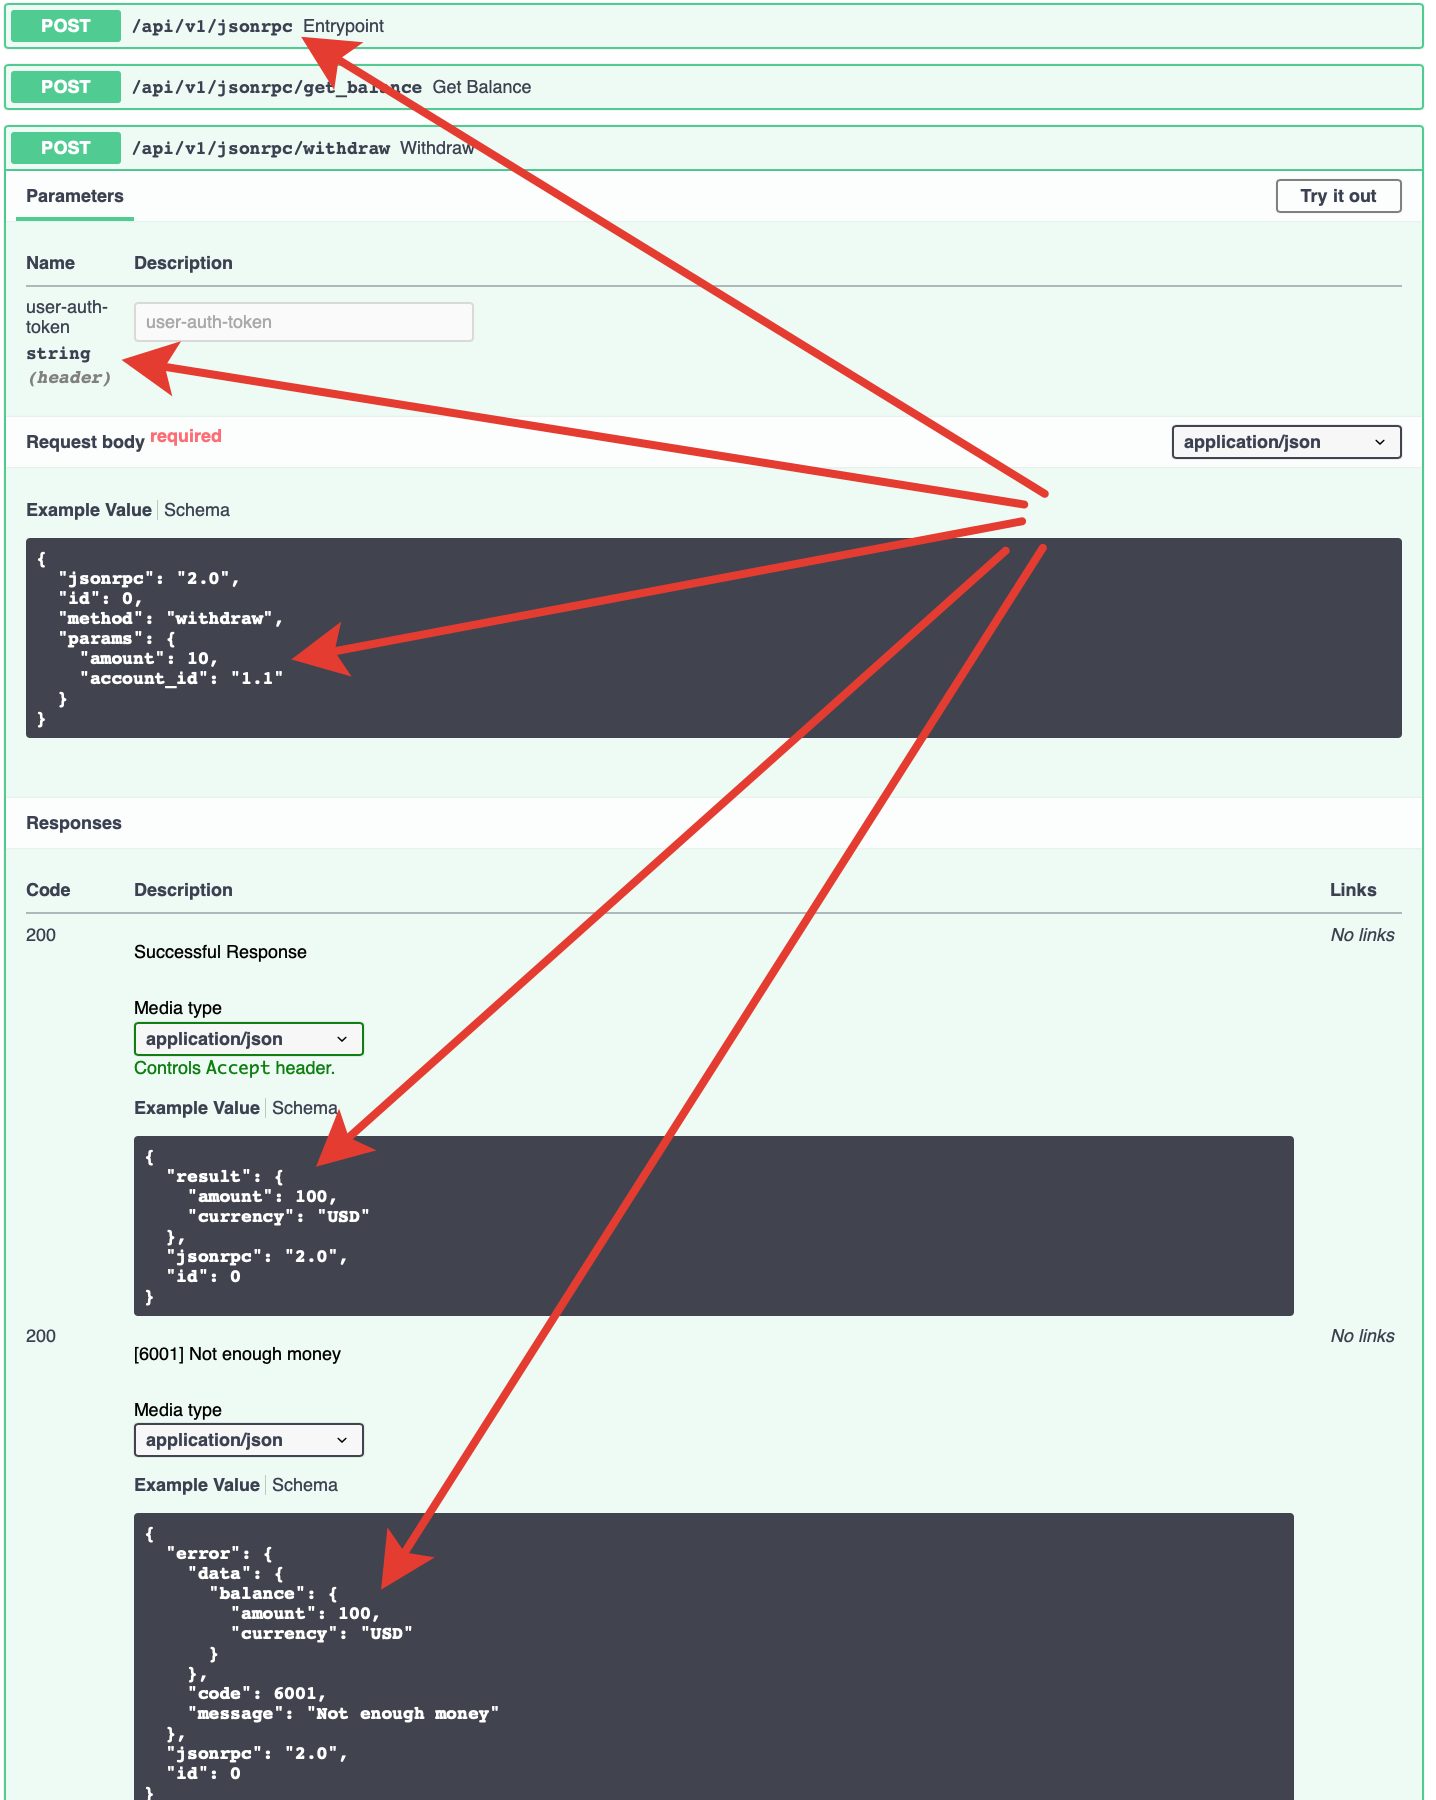 POST /api/v1/jsonrpc Entrypoint
POST /api/v1/jsonrpc/get_balance Get Balance
POST /api/v1/jsonrpc/withdraw Withdraw
Parameters
Try it out
Name Description
user-auth-
token
string
(header)
user-auth-token
Request body required
application/json
Example Value Schema
{
  "jsonrpc": "2.0",
  "id": 0,
  "method": "withdraw",
  "params": {
    "amount": 10,
    "account_id": "1.1"
  }
}
Responses
Code Description Links
200
Successful Response
No links
Media type
application/json
Controls Accept header.
Example Value Schema
{
  "result": {
    "amount": 100,
    "currency": "USD"
  },
  "jsonrpc": "2.0",
  "id": 0
}
200
[6001] Not enough money
No links
Media type
application/json
Example Value Schema
{
  "error": {
    "data": {
      "balance": {
        "amount": 100,
        "currency": "USD"
      }
    },
    "code": 6001,
    "message": "Not enough money"
  },
  "jsonrpc": "2.0",
  "id": 0
}